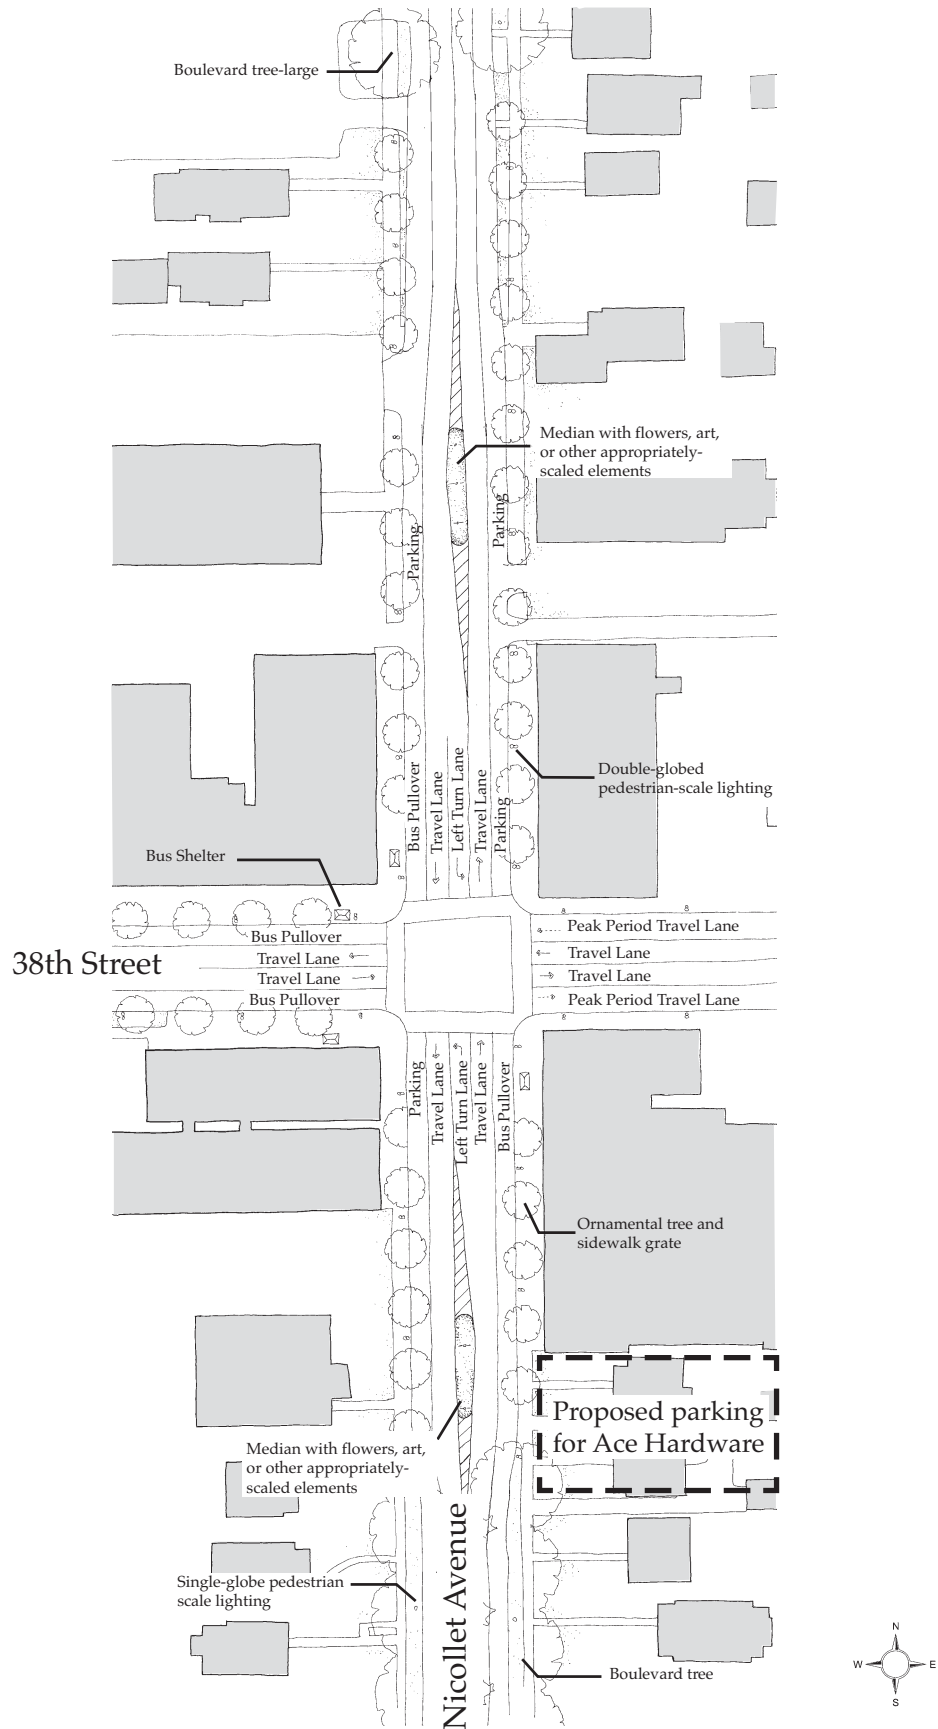 Boulevard tree-large
Median with flowers, art,
or other appropriately-
scaled elements
Parking
Parking
Double-globed
pedestrian-scale lighting
Bus Pullover
Travel Lane
Left Turn Lane
Travel Lane
Parking
Bus Shelter
Bus Pullover
Peak Period Travel Lane
38th Street
Travel Lane
Travel Lane
Travel Lane
Travel Lane
Bus Pullover
Peak Period Travel Lane
Parking
Travel Lane
Left Turn Lane
Travel Lane
Bus Pullover
Ornamental tree and
sidewalk grate
Proposed parking
for Ace Hardware
Median with flowers, art,
or other appropriately-
scaled elements
Nicollet Avenue
Single-globe pedestrian
scale lighting
Boulevard tree
N
W
E
S